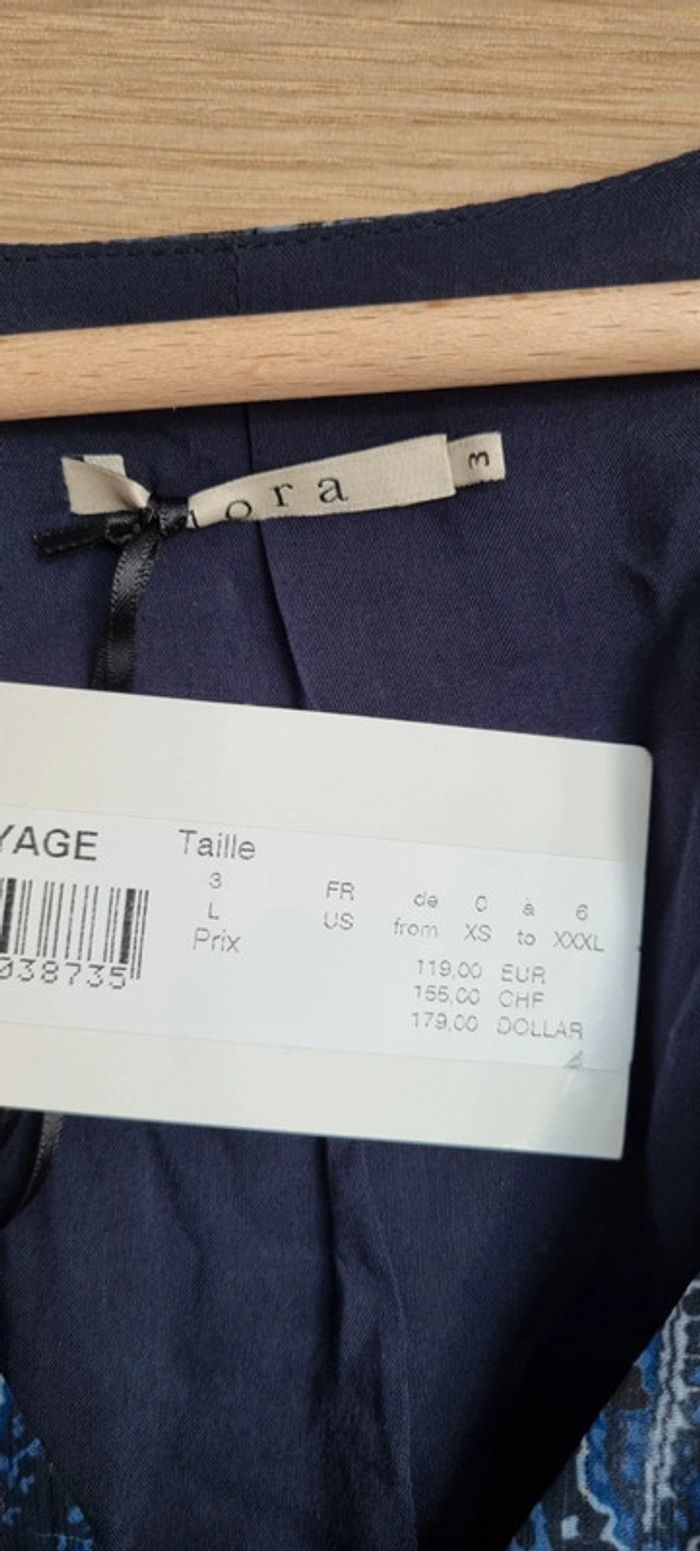 ora
3
YAGE
Taille
3 FR de 0 à 6
L US from XS to XXXL
Prix
119,00 EUR
155,00 CHF
179,00 DOLLAR
038735